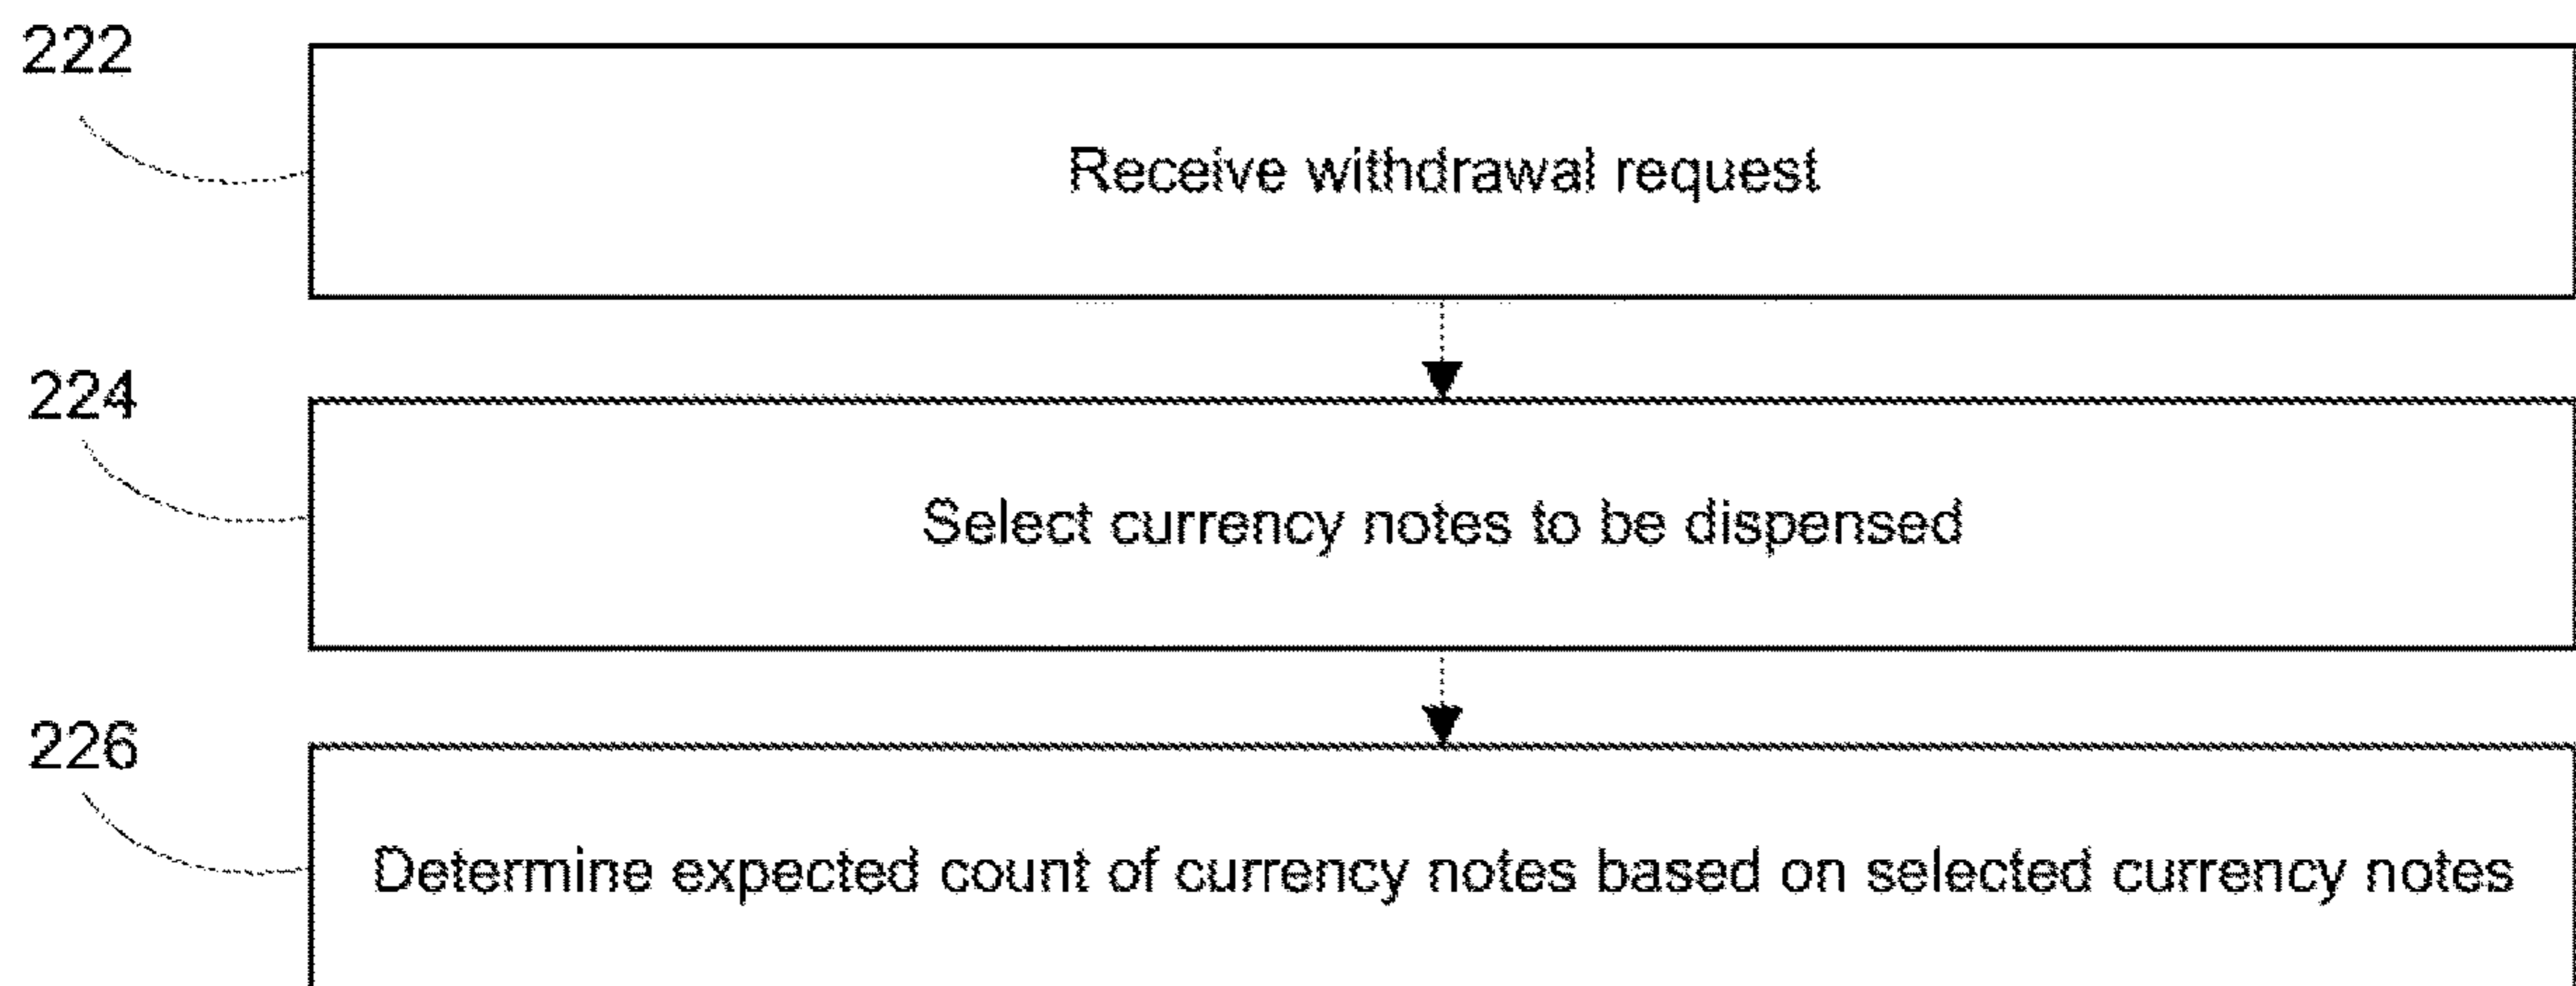 222
Receive withdrawal request
224
Select currency notes to be dispensed
226
Determine expected count of currency notes based on selected currency notes